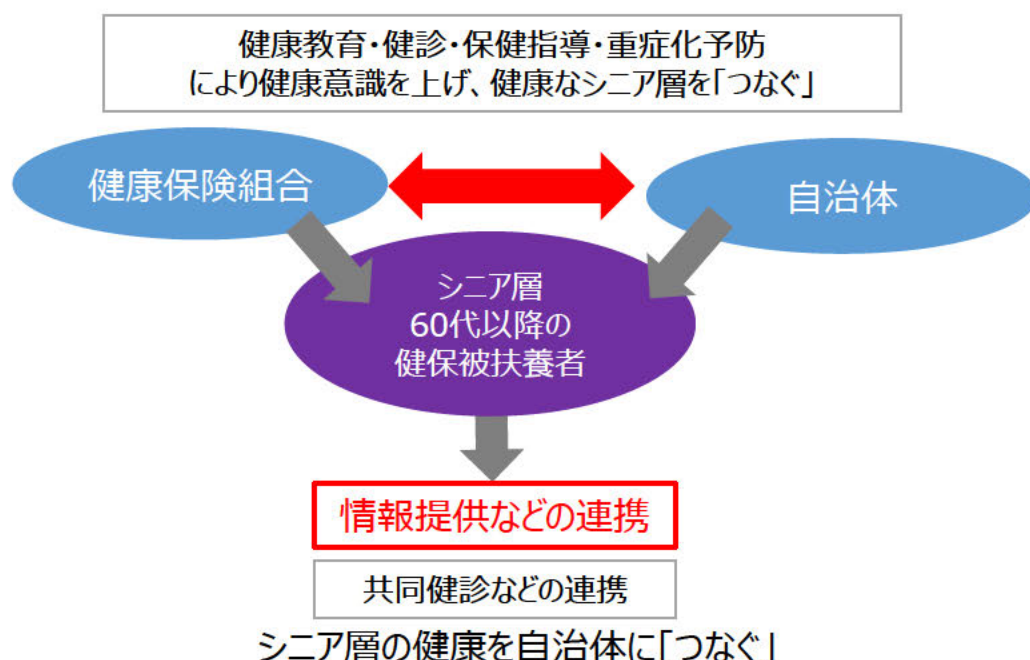 健康教育・健診・保健指導・重症化予防
により健康意識を上げ、健康なシニア層を「つなぐ」
健康保険組合
自治体
シニア層
60代以降の
健保被扶養者
情報提供などの連携
共同健診などの連携
シニア層の健康を自治体に「つなぐ」